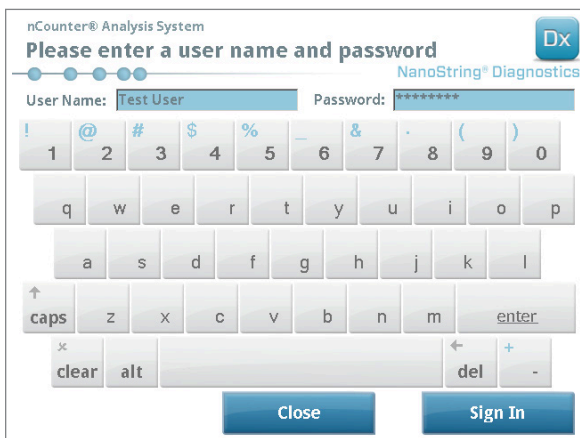 nCounter® Analysis System
Please enter a user name and password
Dx
NanoString® Diagnostics
User Name: Test User Password: ********
! @ # $ % _ & . ( )
1 2 3 4 5 6 7 8 9 0
q w e r t y u i o p
a s d f g h j k l
caps z x c v b n m enter
clear alt del + -
Close Sign In